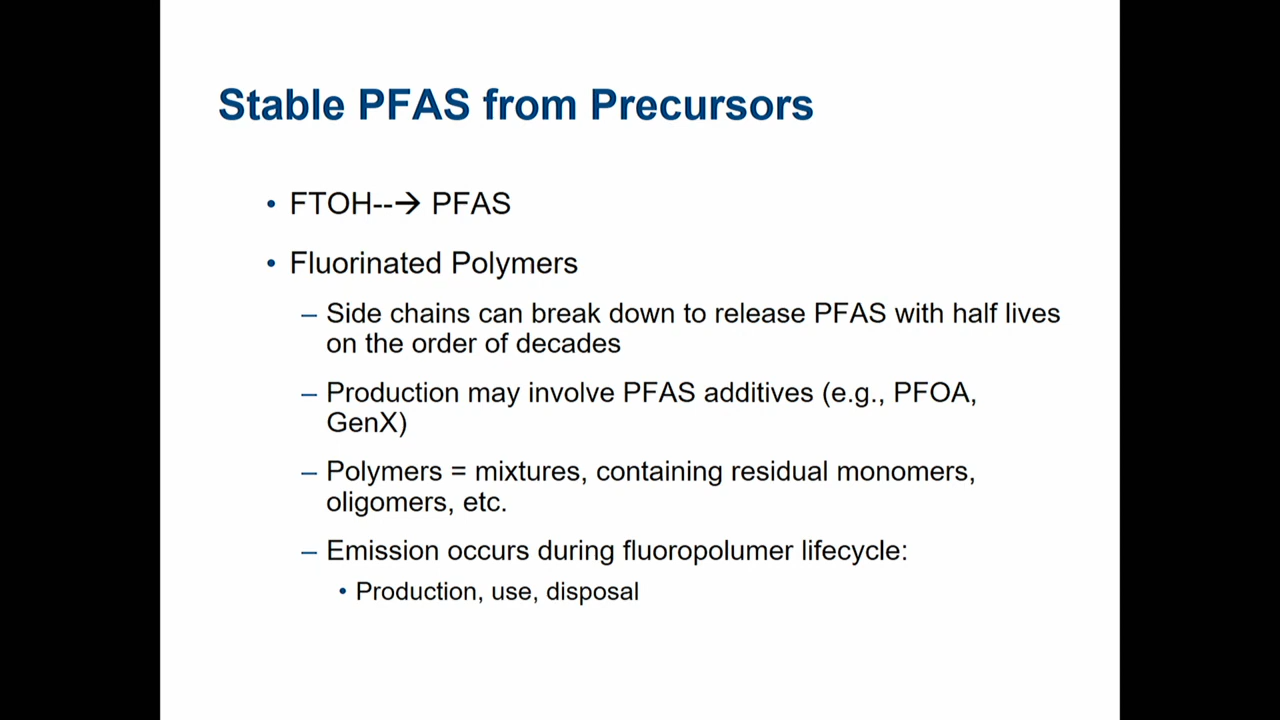 Stable PFAS from Precursors
• FTOH--→ PFAS
• Fluorinated Polymers
– Side chains can break down to release PFAS with half lives
on the order of decades
– Production may involve PFAS additives (e.g., PFOA,
GenX)
– Polymers = mixtures, containing residual monomers,
oligomers, etc.
– Emission occurs during fluoropolumer lifecycle:
• Production, use, disposal